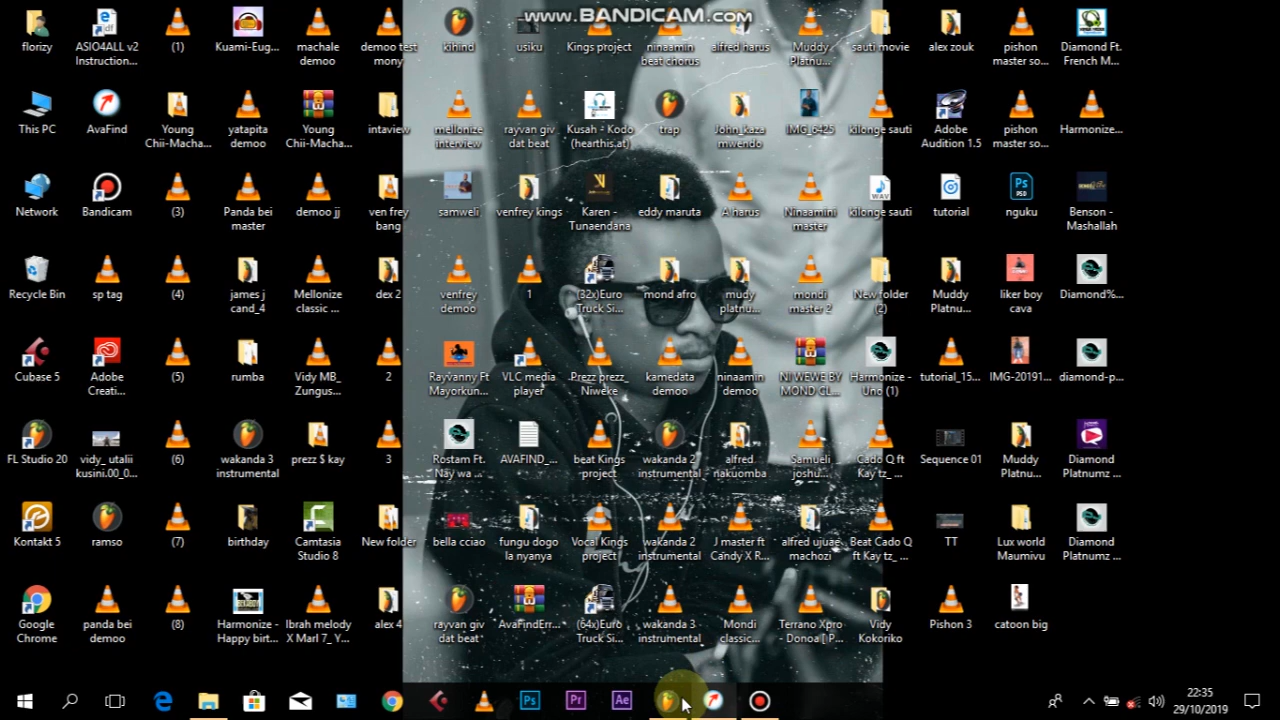 www.BANDICAM.com
florizy
ASIO4ALL v2
Instruction...
(1)
Kuami-Eug...
machale
demoo
demoo test
mony
kihind
usiku
Kings project
ninaamin
beat chorus
alfred harus
Muddy
Platnu...
sauti movie
alex zouk
pishon
master so...
Diamond Ft.
French M...
This PC
AvaFind
Young
Chii-Macha...
yatapita
demoo
Young
Chii-Macha...
intaview
mellonize
interview
rayvan giv
dat beat
Kusah - Kodo
(hearthis.at)
trap
John_kaza
mwendo
IMG_6425
kilonge sauti
Adobe
Audition 1.5
pishon
master so...
Harmonize...
Network
Bandicam
(3)
Panda bei
master
demoo jj
ven frey
bang
samweli
venfrey kings
Karen -
Tunaendana
eddy maruta
A harus
Ninaamini
master
kilonge sauti
tutorial
nguku
Benson -
Mashallah
Recycle Bin
sp tag
(4)
james j
cand_4
Mellonize
classic ...
dex 2
venfrey
demoo
1
(32x)Euro
Truck Si...
mond afro
mudy
platnu...
mondi
master 2
New folder
(2)
Muddy
Platnu...
liker boy
cava
Diamond%...
Cubase 5
Adobe
Creati...
(5)
rumba
Vidy MB_
Zungus...
2
Rayvanny Ft
Mayorkun...
VLC media
player
Prezz prezz_
Niweke
kamedata
demoo
ninaamin
demoo
NI WEWE BY
MOND CL...
Harmonize -
Uno (1)
tutorial_15...
IMG-20191...
diamond-p...
FL Studio 20
vidy_utalii
kusini.00_0...
(6)
wakanda 3
instrumental
prezz $ kay
3
Rostam Ft.
Nay wa ...
AVAFIND_...
beat Kings
project
wakanda 2
instrumental
alfred
nakuomba
Samueli
joshu...
Cado Q ft
Kay tz_ ...
Sequence 01
Muddy
Platnu...
Diamond
Platnumz ...
Kontakt 5
ramso
(7)
birthday
Camtasia
Studio 8
New folder
bella cciao
fungu dogo
la nyanya
Vocal Kings
project
wakanda 2
instrumental
J master ft
Candy X R...
alfred ujuae
machozi
Beat Cado Q
ft Kay tz_ ...
TT
Lux world
Maumivu
Diamond
Platnumz ...
Google
Chrome
panda bei
demoo
(8)
Harmonize -
Happy birt...
Ibrah melody
X Marl 7_ Y...
alex 4
rayvan giv
dat beat
AvaFindErr...
(64x)Euro
Truck Si...
wakanda 3
instrumental
Mondi
classic...
Terrano Xpro
- Donoa [ P...
Vidy
Kokoriko
Pishon 3
catoon big
22:35
29/10/2019